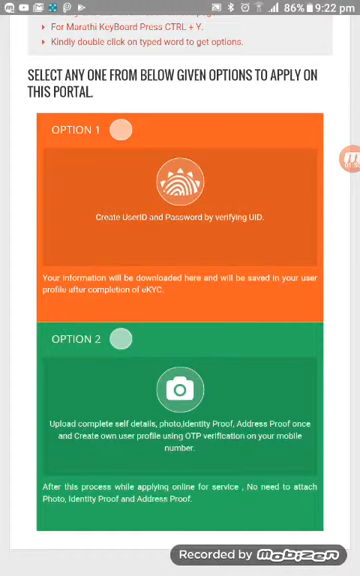 86% 9:22 pm
For Marathi KeyBoard Press CTRL + Y.
Kindly double click on typed word to get options.
SELECT ANY ONE FROM BELOW GIVEN OPTIONS TO APPLY ON
THIS PORTAL.
OPTION 1
Create UserID and Password by verifying UID.
Your information will be downloaded here and will be saved in your user
profile after completion of eKYC.
OPTION 2
Upload complete self details, photo,Identity Proof, Address Proof once
and Create own user profile using OTP verification on your mobile
number.
After this process while applying online for service , No need to attach
Photo, Identity Proof and Address Proof.
Recorded by mobizen